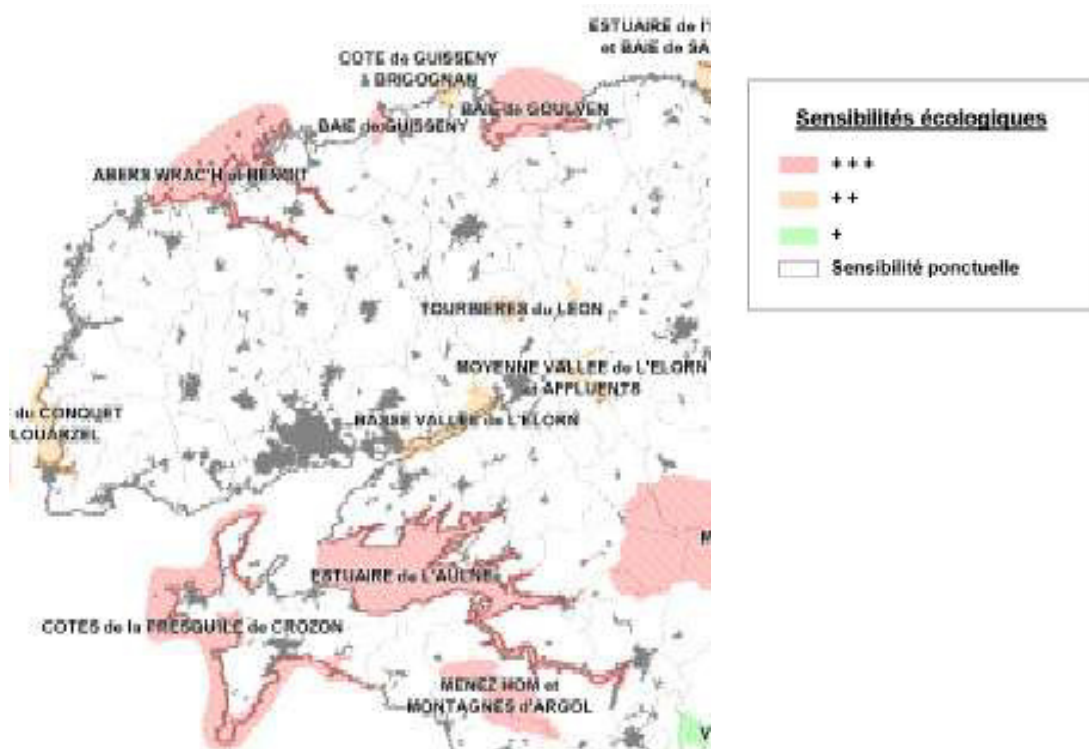 ESTUAIRE de l'
et BAIE de SA
COTE de GUISSENY
à BRIGOGNAN
BAIE de GOULVEN
BAIE de GUISSENY
ABERS WRAC'H et BENOIT
TOURBIERES du LEON
MOYENNE VALLEE de L'ELORN
et AFFLUENTS
BASSE VALLEE de L'ELORN
du CONQUET
LOUARZEL
ESTUAIRE de L'AULNE
COTES de la PRESQU'ILE de CROZON
MENEZ HOM et
MONTAGNES d'ARGOL
M
V
Sensibilités écologiques
+ + +
+ +
+
Sensibilité ponctuelle